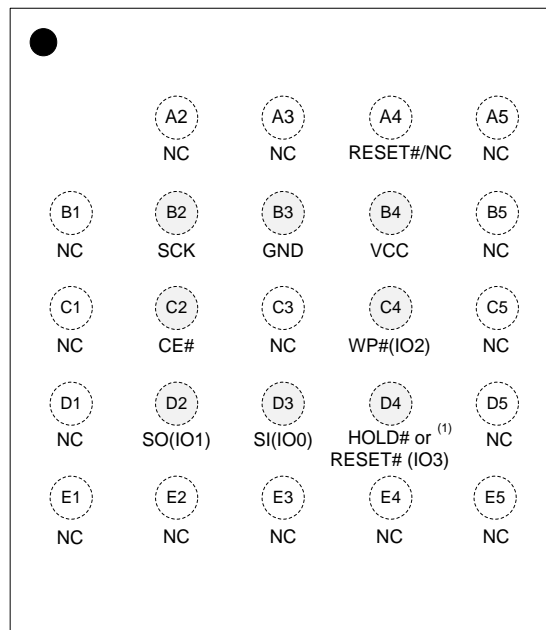 A2 A3 A4 A5
NC NC RESET#/NC NC
B1 B2 B3 B4 B5
NC SCK GND VCC NC
C1 C2 C3 C4 C5
NC CE# NC WP#(IO2) NC
D1 D2 D3 D4 D5
NC SO(IO1) SI(IO0) HOLD# or (1) NC
RESET# (IO3)
E1 E2 E3 E4 E5
NC NC NC NC NC